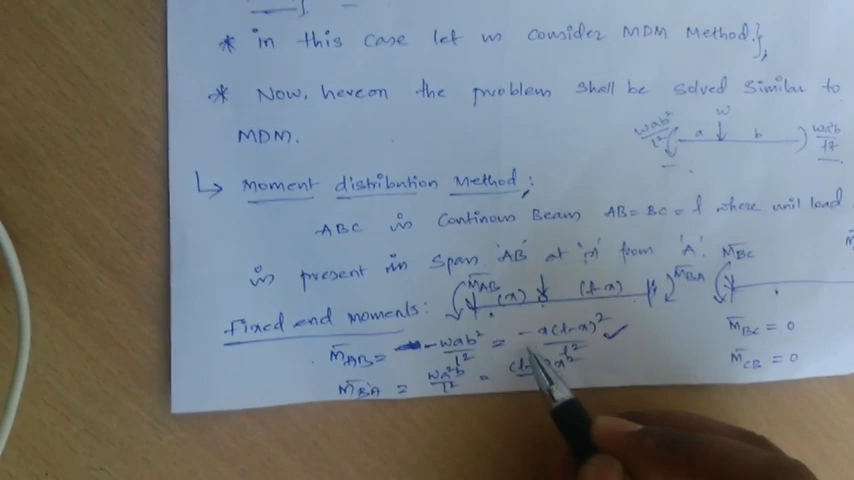 * in this case let us consider MDM Method.},
* Now, hereon the problem shall be solved similar to
MDM.
w
wab²/l² a b wa²b/l²
↳ Moment distribution Method:
ABC is Continous Beam AB = BC = l where unit load
is present in span 'AB' at 'x' from 'A'.
M̅AB (x) (l-x) M̅BA M̅BC
Fixed end moments:
M̅AB = -wab²/l² = -x(l-x)²/l² ✓
M̅BA = wa²b/l² =
M̅BC = 0
M̅CB = 0